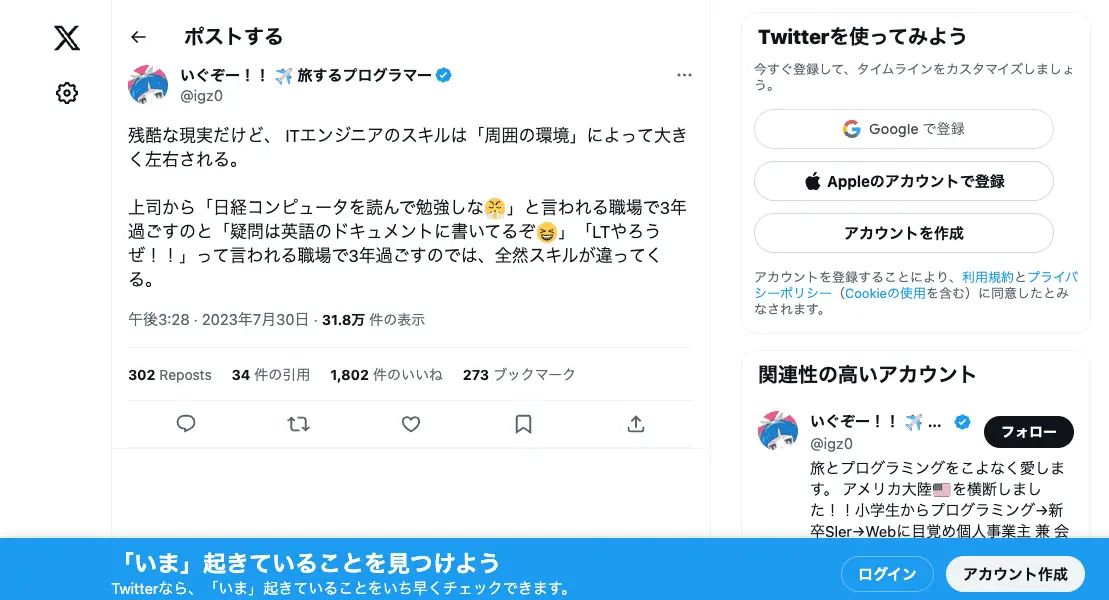 ポストする
いぐぞー！！ ✈️ 旅するプログラマー
@igz0
残酷な現実だけど、 ITエンジニアのスキルは「周囲の環境」によって大き
く左右される。
上司から「日経コンピュータを読んで勉強しな😤」と言われる職場で3年
過ごすのと「疑問は英語のドキュメントに書いてるぞ😆」「LTやろう
ぜ！！」って言われる職場で3年過ごすのでは、全然スキルが違ってく
る。
午後3:28 · 2023年7月30日 · 31.8万 件の表示
302 Reposts 34 件の引用 1,802 件のいいね 273 ブックマーク
Twitterを使ってみよう
今すぐ登録して、タイムラインをカスタマイズしましょ
う。
Google で登録
Appleのアカウントで登録
アカウントを作成
アカウントを登録することにより、利用規約とプライバ
シーポリシー（Cookieの使用を含む）に同意したとみ
なされます。
関連性の高いアカウント
いぐぞー！！ ✈️ ...
@igz0
フォロー
旅とプログラミングをこよなく愛しま
す。 アメリカ大陸🇺🇸を横断しまし
た！！小学生からプログラミング→新
卒SIer→Webに目覚め個人事業主 兼 会
「いま」起きていることを見つけよう
Twitterなら、「いま」起きていることをいち早くチェックできます。
ログイン
アカウント作成